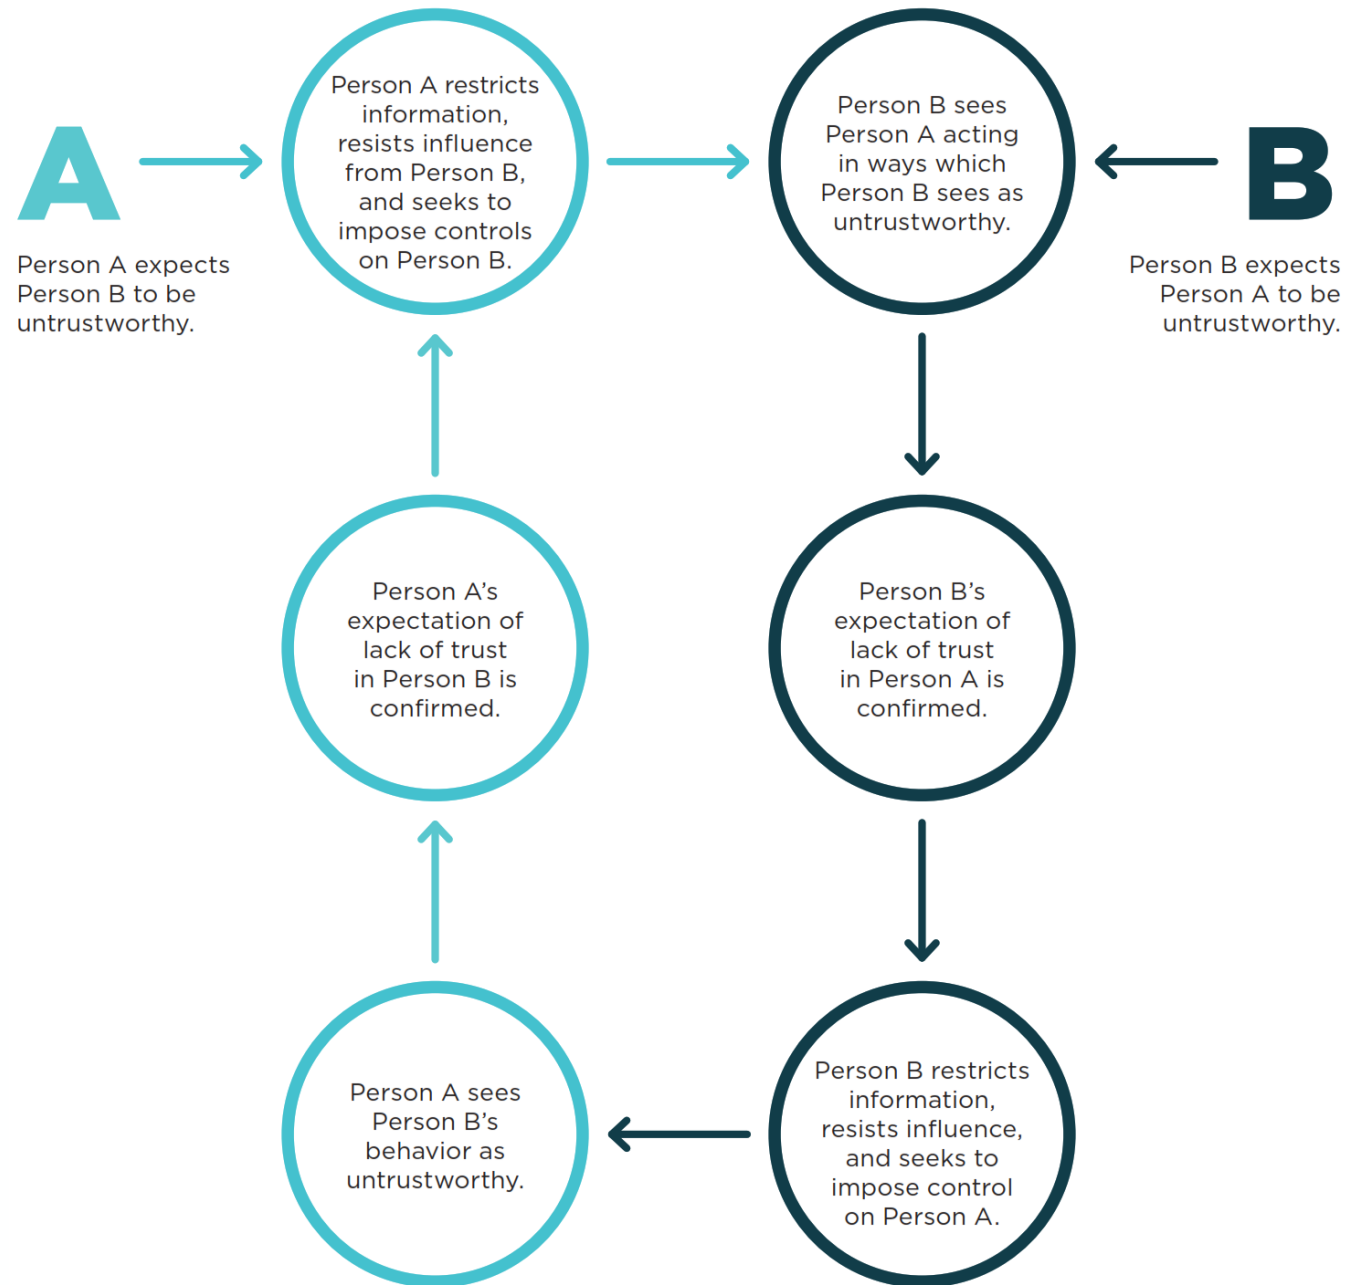 A
Person A expects
Person B to be
untrustworthy.
Person A restricts
information,
resists influence
from Person B,
and seeks to
impose controls
on Person B.
Person B sees
Person A acting
in ways which
Person B sees as
untrustworthy.
B
Person B expects
Person A to be
untrustworthy.
Person A’s
expectation of
lack of trust
in Person B is
confirmed.
Person B’s
expectation of
lack of trust
in Person A is
confirmed.
Person A sees
Person B’s
behavior as
untrustworthy.
Person B restricts
information,
resists influence,
and seeks to
impose control
on Person A.